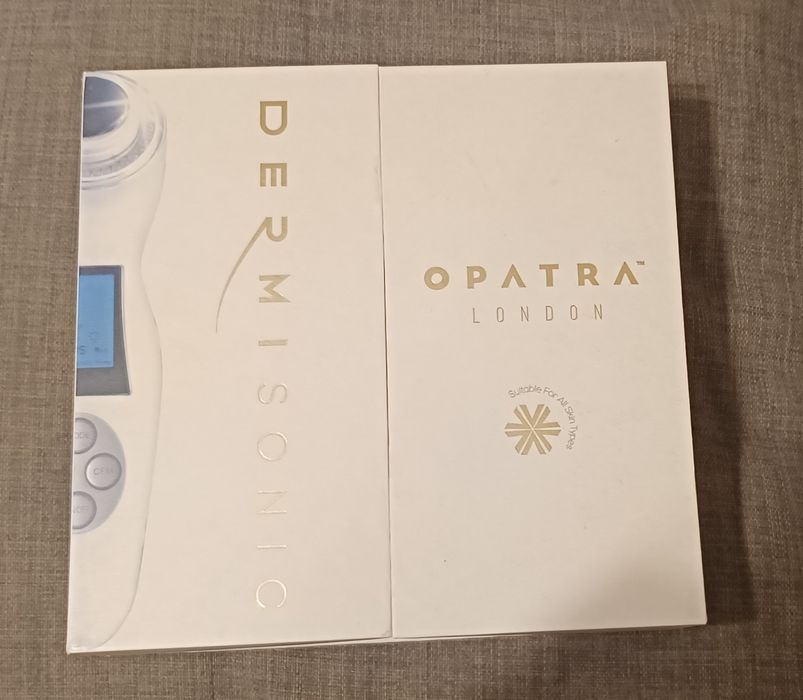 DERMISONIC
OPATRA™
LONDON
Suitable For All Skin Types